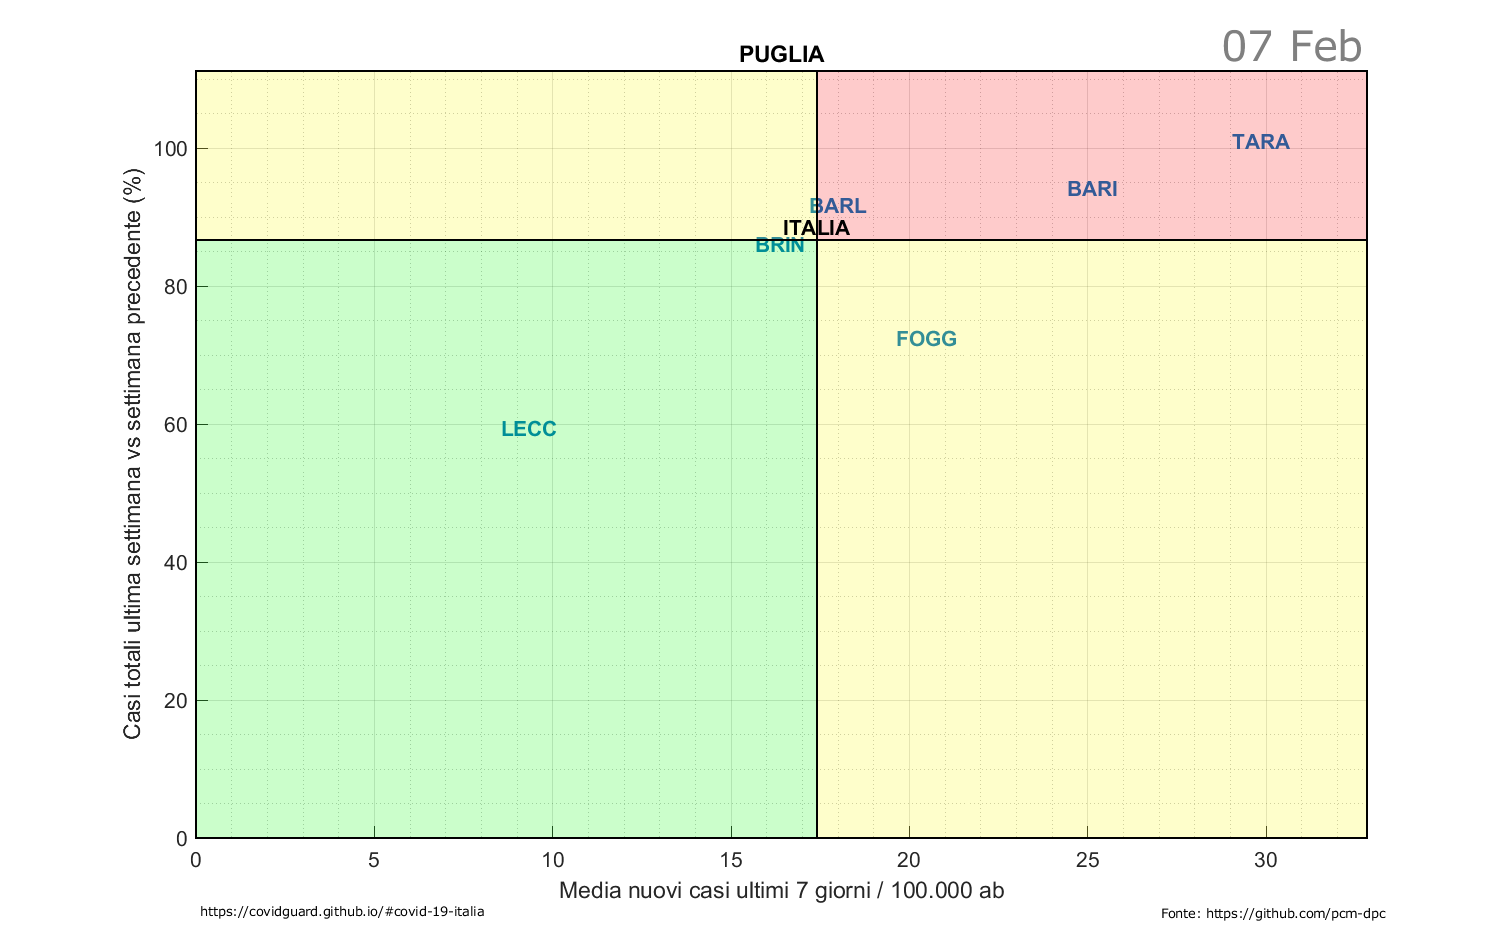 07 Feb
PUGLIA
100
80
60
40
20
0
Casi totali ultima settimana vs settimana precedente (%)
TARA
BARI
BARL
ITALIA
BRIN
FOGG
LECC
0 5 10 15 20 25 30
Media nuovi casi ultimi 7 giorni / 100.000 ab
https://covidguard.github.io/#covid-19-italia
Fonte: https://github.com/pcm-dpc